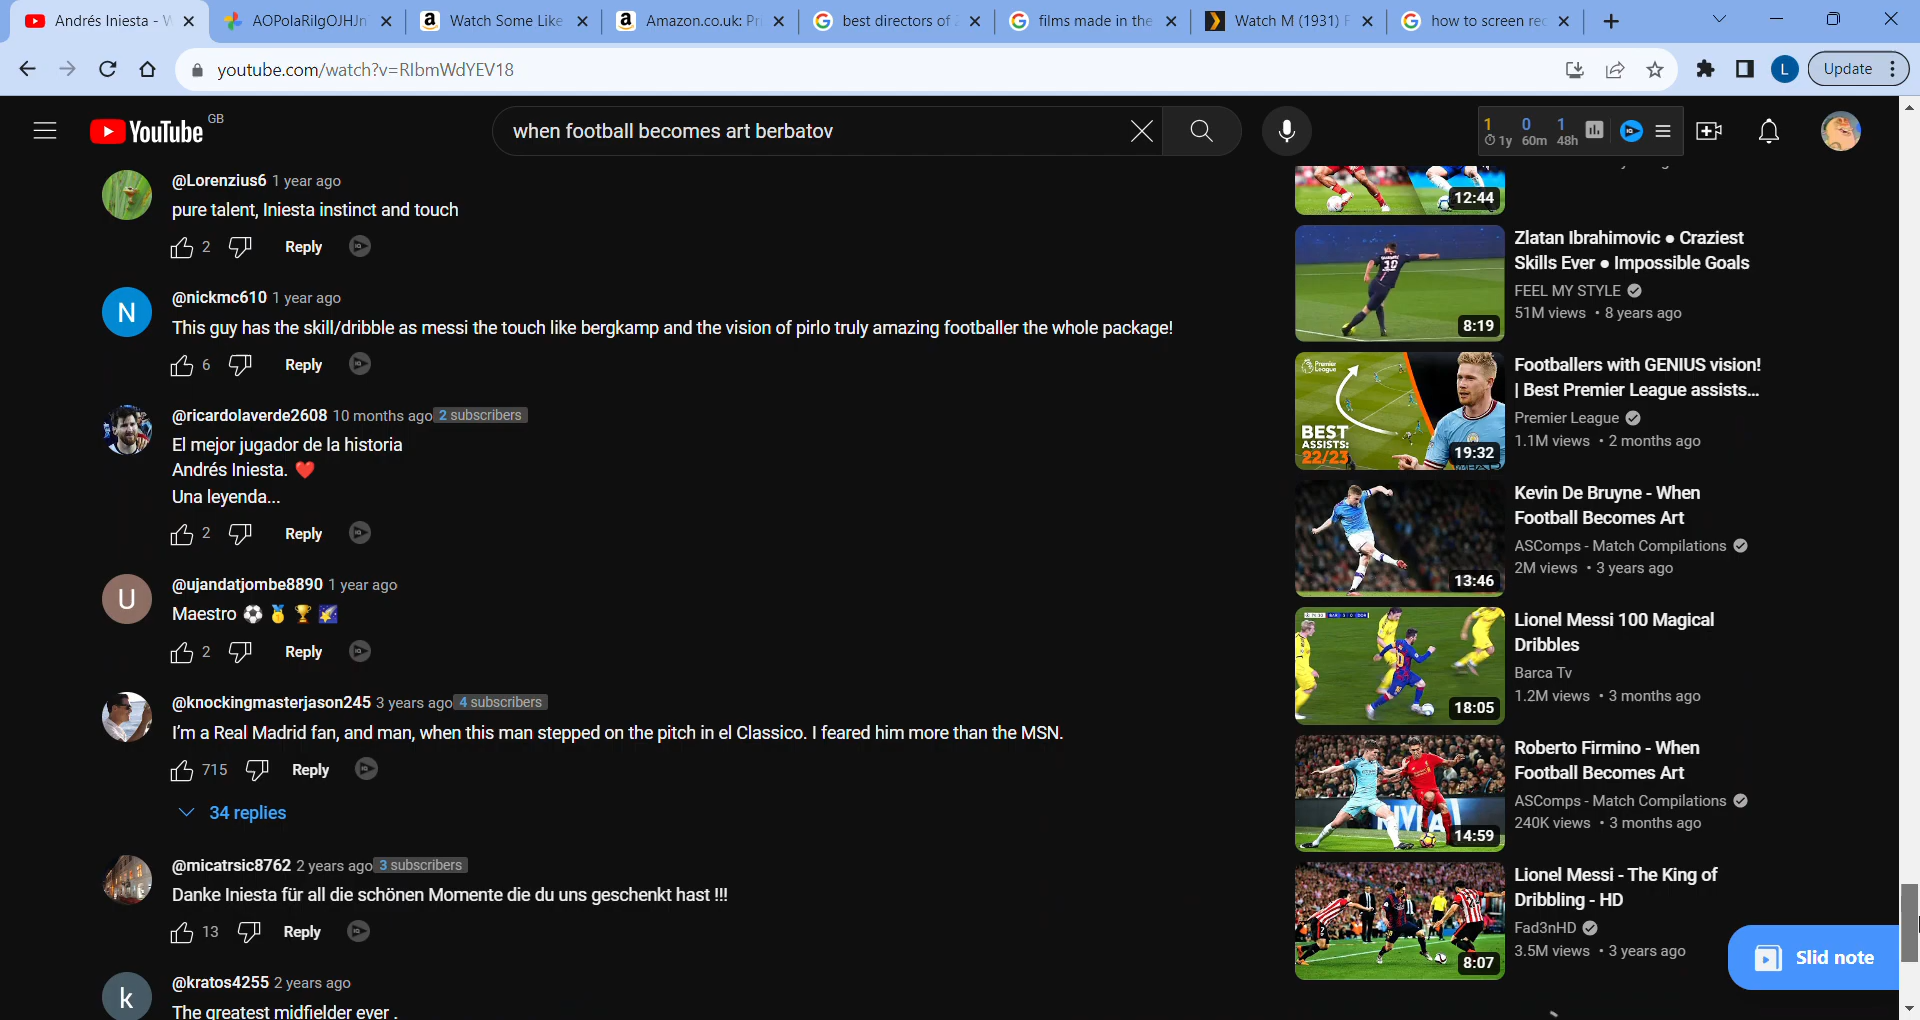 Andrés Iniesta - W
AOPolaRilgOJHJn
Watch Some Like
Amazon.co.uk: Pr
best directors of
films made in the
Watch M (1931) F
how to screen rec
youtube.com/watch?v=RIbmWdYEV18
L
Update
YouTube GB
when football becomes art berbatov
1 0 1
1y 60m 48h
@Lorenzius6 1 year ago
pure talent, Iniesta instinct and touch
2 Reply
N
@nickmc610 1 year ago
This guy has the skill/dribble as messi the touch like bergkamp and the vision of pirlo truly amazing footballer the whole package!
6 Reply
@ricardolaverde2608 10 months ago 2 subscribers
El mejor jugador de la historia
Andrés Iniesta. ❤️
Una leyenda...
2 Reply
U
@ujandatjombe8890 1 year ago
Maestro ⚽ 🥇 🏆 🌠
2 Reply
@knockingmasterjason245 3 years ago 4 subscribers
I'm a Real Madrid fan, and man, when this man stepped on the pitch in el Classico. I feared him more than the MSN.
715 Reply
34 replies
@micatrsic8762 2 years ago 3 subscribers
Danke Iniesta für all die schönen Momente die du uns geschenkt hast !!!
13 Reply
k
@kratos4255 2 years ago
The greatest midfielder ever .
12:44
8:19
Zlatan Ibrahimovic ● Craziest
Skills Ever ● Impossible Goals
FEEL MY STYLE
51M views • 8 years ago
Premier
League
BEST
ASSISTS:
22/23
19:32
Footballers with GENIUS vision!
| Best Premier League assists...
Premier League
1.1M views • 2 months ago
13:46
Kevin De Bruyne - When
Football Becomes Art
ASComps - Match Compilations
2M views • 3 years ago
18:05
Lionel Messi 100 Magical
Dribbles
Barca Tv
1.2M views • 3 months ago
14:59
Roberto Firmino - When
Football Becomes Art
ASComps - Match Compilations
240K views • 3 months ago
8:07
Lionel Messi - The King of
Dribbling - HD
Fad3nHD
3.5M views • 3 years ago
Slid note